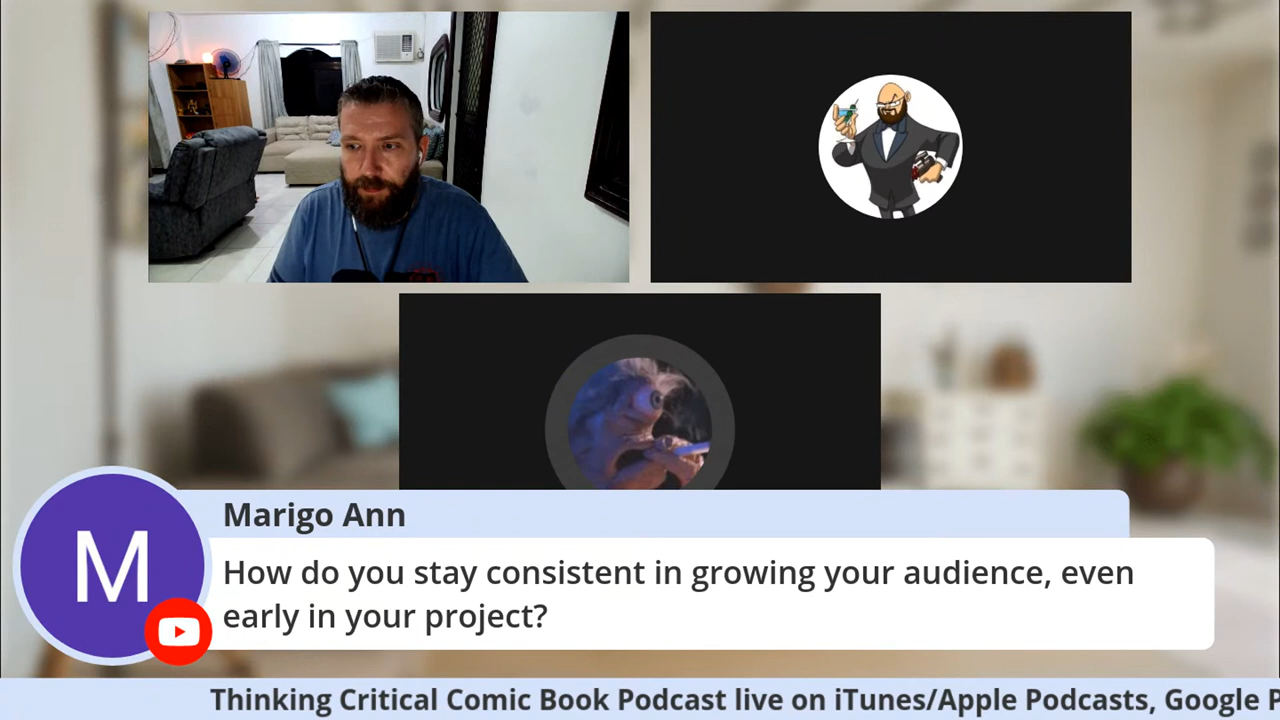 M
Marigo Ann
How do you stay consistent in growing your audience, even
early in your project?
Thinking Critical Comic Book Podcast live on iTunes/Apple Podcasts, Google P